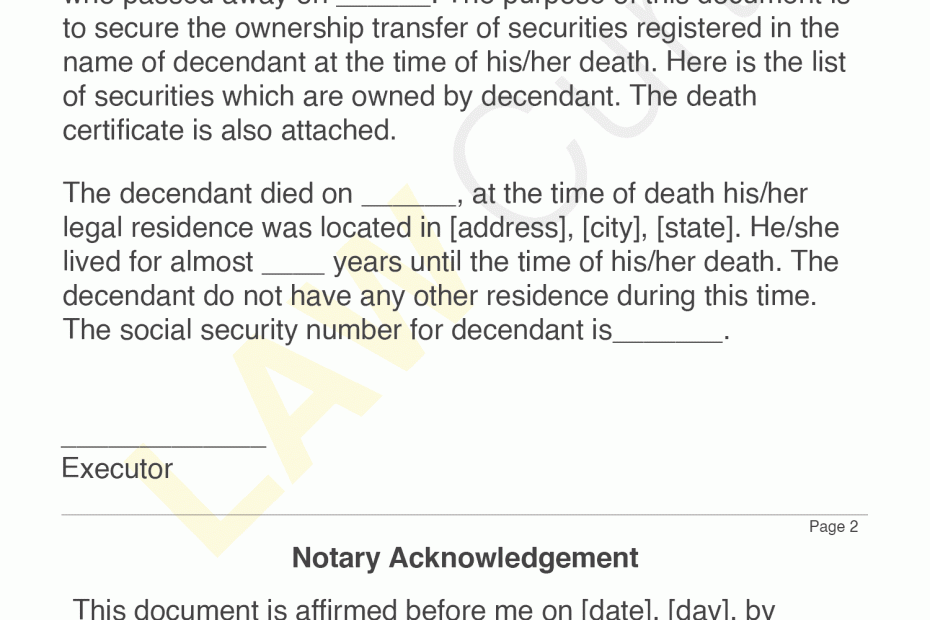 who passed away on ______. The purpose of this document is
to secure the ownership transfer of securities registered in the
name of decendant at the time of his/her death. Here is the list
of securities which are owned by decendant. The death
certificate is also attached.
The decendant died on ______, at the time of death his/her
legal residence was located in [address], [city], [state]. He/she
lived for almost ____ years until the time of his/her death. The
decendant do not have any other residence during this time.
The social security number for decendant is_______.
_____________
Executor
Page 2
Notary Acknowledgement
This document is affirmed before me on [date], [day], by
LAW